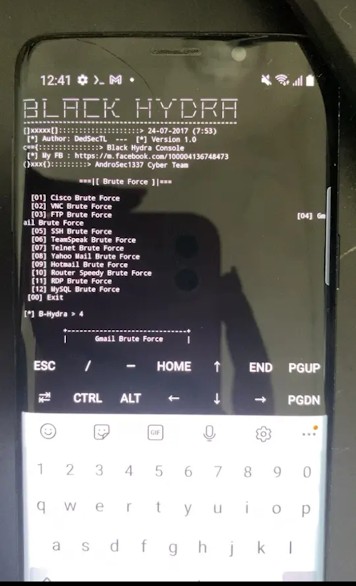 12:41
BLACK HYDRA
[]xxxxx[]::::::::::::::::::::> 24-07-2017 (7:53)
[*] Author: DedSecTL --- [*] Version 1.0
c==={:::::::::::::::> Black Hydra Console
[*] My FB : https://m.facebook.com/100004136748473
()xxx():::::::::> AndroSec1337 Cyber Team
===|[ Brute Force ]|===
[01] Cisco Brute Force
[02] VNC Brute Force
[03] FTP Brute Force [04] Gm
ail Brute Force
[05] SSH Brute Force
[06] TeamSpeak Brute Force
[07] Telnet Brute Force
[08] Yahoo Mail Brute Force
[09] Hotmail Brute Force
[10] Router Speedy Brute Force
[11] RDP Brute Force
[12] MySQL Brute Force
[00] Exit
[*] B-Hydra > 4
+------------------------------+
| Gmail Brute Force |
ESC / — HOME ↑ END PGUP
CTRL ALT ← ↓ → PGDN
GIF
1 2 3 4 5 6 7 8 9 0
q w e r t y u i o p
a s d f g h j k l